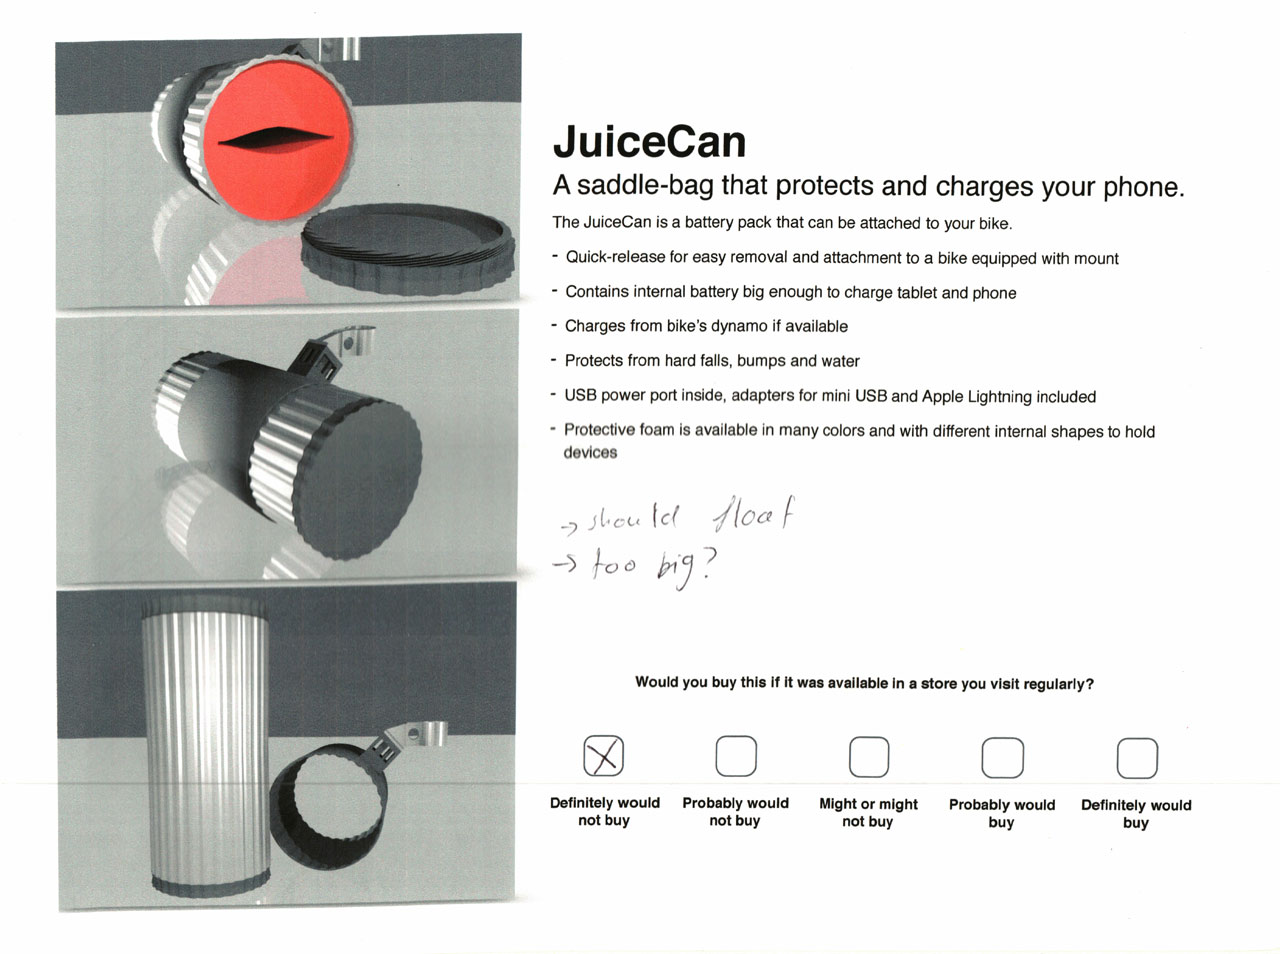 JuiceCan
A saddle-bag that protects and charges your phone.
The JuiceCan is a battery pack that can be attached to your bike.
- Quick-release for easy removal and attachment to a bike equipped with mount
- Contains internal battery big enough to charge tablet and phone
- Charges from bike's dynamo if available
- Protects from hard falls, bumps and water
- USB power port inside, adapters for mini USB and Apple Lightning included
- Protective foam is available in many colors and with different internal shapes to hold
devices
→ should float
→ too big?
Would you buy this if it was available in a store you visit regularly?
Definitely would
not buy
Probably would
not buy
Might or might
not buy
Probably would
buy
Definitely would
buy